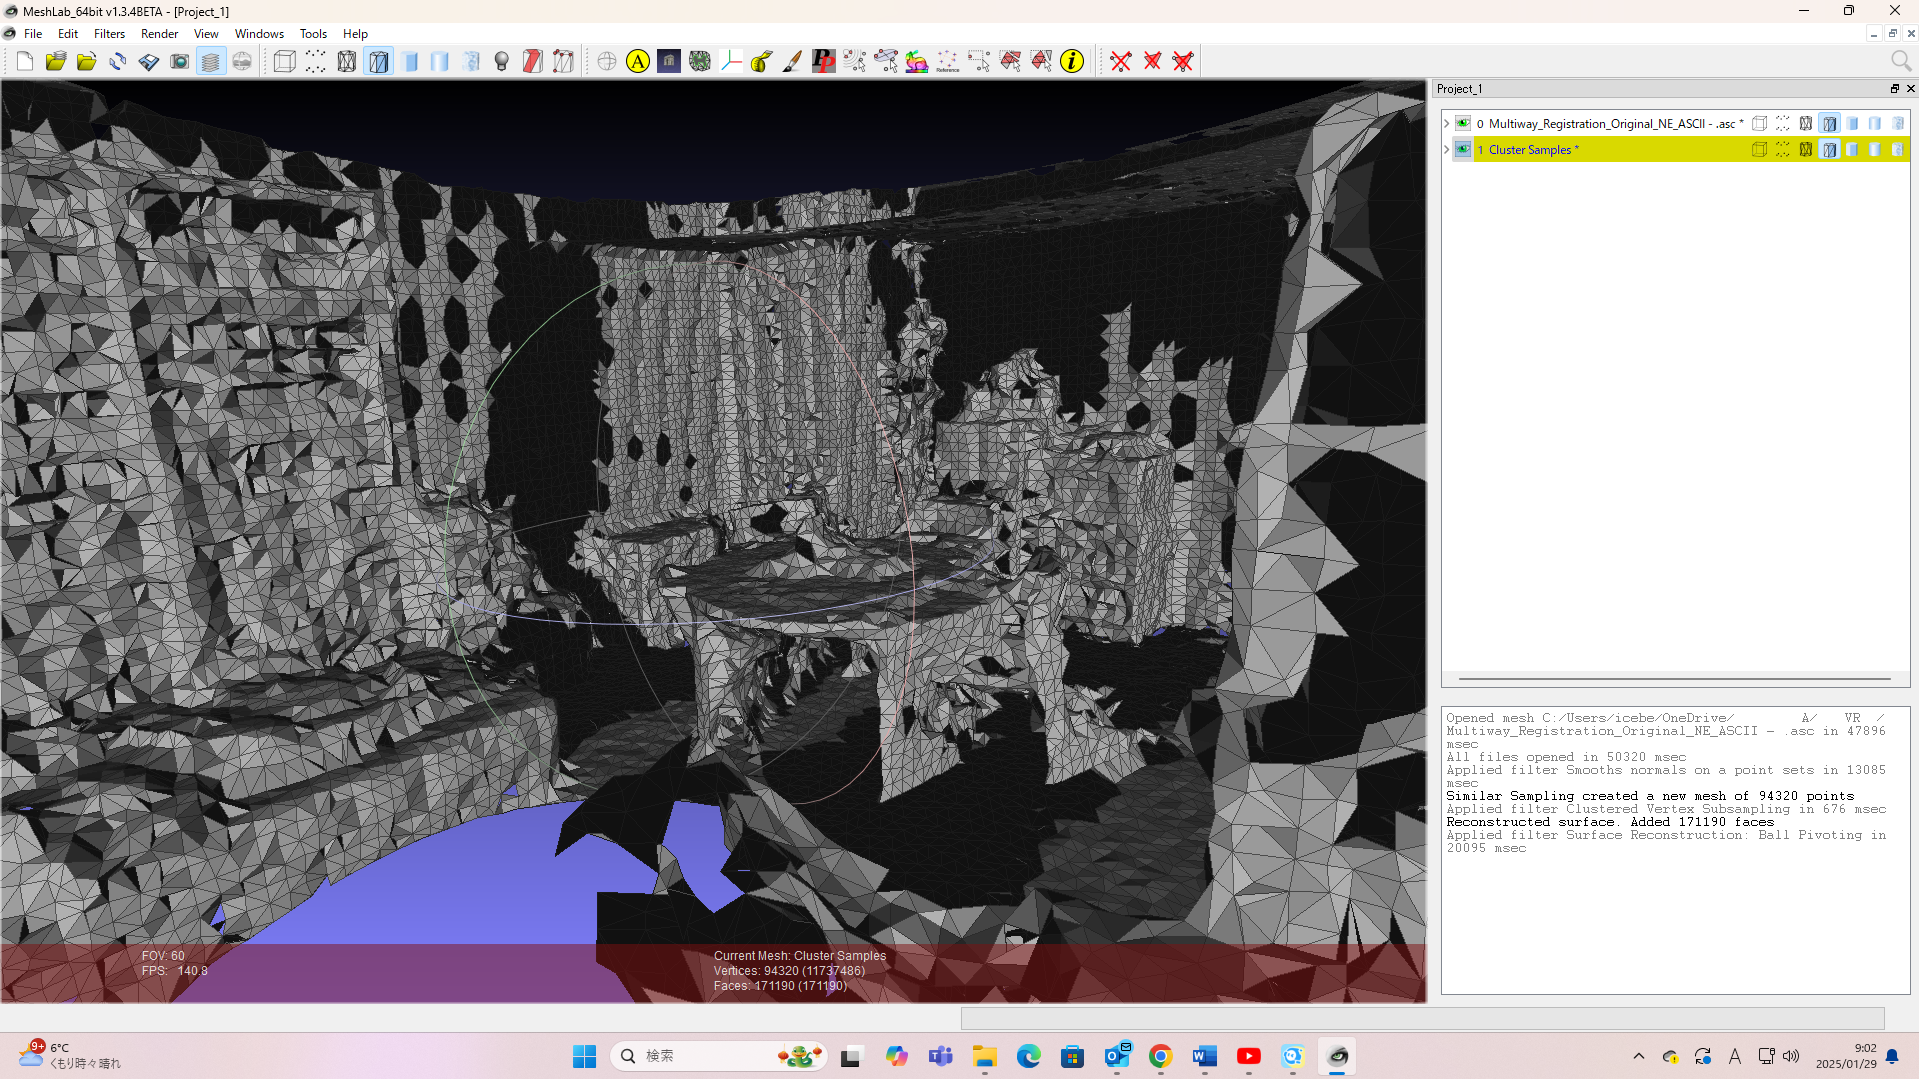 MeshLab_64bit v1.3.4BETA - [Project_1]
File Edit Filters Render View Windows Tools Help
A
PP
Reference
i
Project_1
0 Multiway_Registration_Original_NE_ASCII - .asc *
1 Cluster Samples *
Opened mesh C:/Users/icebe/OneDrive/ A/ VR /
Multiway_Registration_Original_NE_ASCII - .asc in 47896
msec
All files opened in 50320 msec
Applied filter Smooths normals on a point sets in 13085
msec
Similar Sampling created a new mesh of 94320 points
Applied filter Clustered Vertex Subsampling in 676 msec
Reconstructed surface. Added 171190 faces
Applied filter Surface Reconstruction: Ball Pivoting in
20095 msec
FOV: 60
FPS: 140.8
Current Mesh: Cluster Samples
Vertices: 94320 (11737486)
Faces: 171190 (171190)
9+
6°C
くもり時々晴れ
検索
A
9:02
2025/01/29